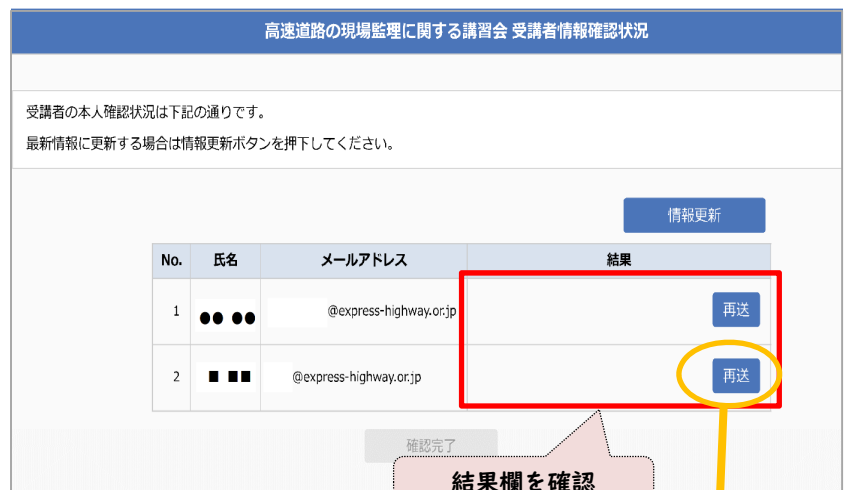 高速道路の現場監理に関する講習会 受講者情報確認状況
受講者の本人確認状況は下記の通りです。
最新情報に更新する場合は情報更新ボタンを押下してください。
情報更新
No. 氏名 メールアドレス 結果
1 ●● ●● @express-highway.or.jp 再送
2 ■ ■■ @express-highway.or.jp 再送
確認完了
結果欄を確認